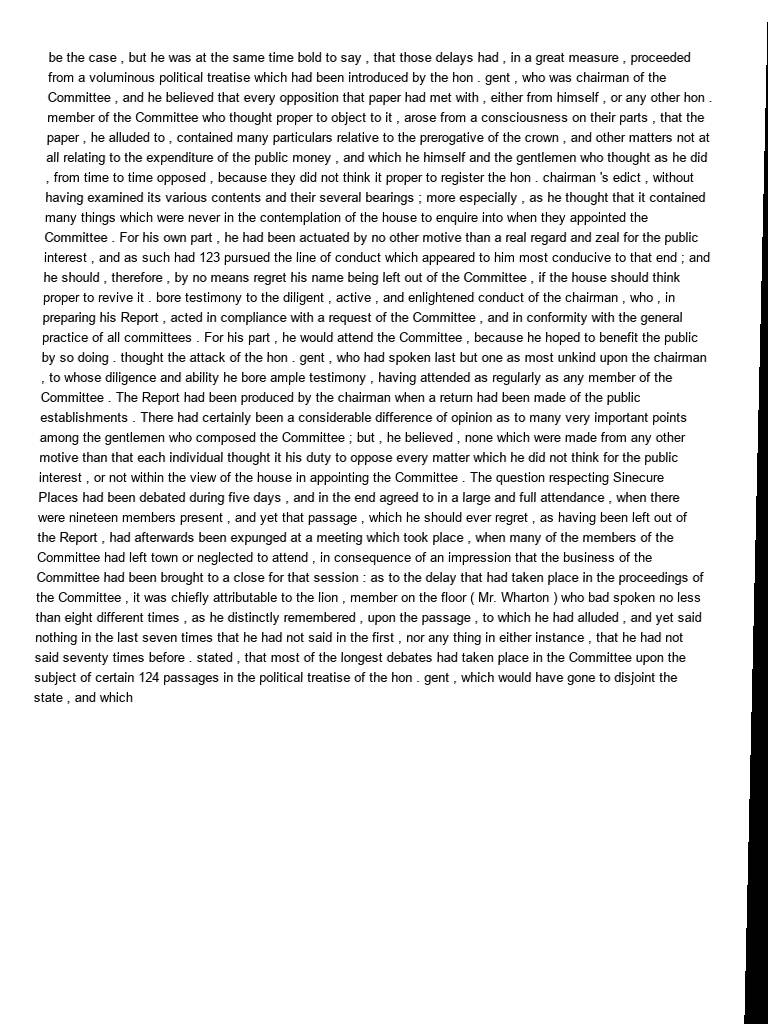 be the case , but he was at the same time bold to say , that those delays had , in a great measure , proceeded
from a voluminous political treatise which had been introduced by the hon . gent , who was chairman of the
Committee , and he believed that every opposition that paper had met with , either from himself , or any other hon .
member of the Committee who thought proper to object to it , arose from a consciousness on their parts , that the
paper , he alluded to , contained many particulars relative to the prerogative of the crown , and other matters not at
all relating to the expenditure of the public money , and which he himself and the gentlemen who thought as he did
, from time to time opposed , because they did not think it proper to register the hon . chairman 's edict , without
having examined its various contents and their several bearings ; more especially , as he thought that it contained
many things which were never in the contemplation of the house to enquire into when they appointed the
Committee . For his own part , he had been actuated by no other motive than a real regard and zeal for the public
interest , and as such had 123 pursued the line of conduct which appeared to him most conducive to that end ; and
he should , therefore , by no means regret his name being left out of the Committee , if the house should think
proper to revive it . bore testimony to the diligent , active , and enlightened conduct of the chairman , who , in
preparing his Report , acted in compliance with a request of the Committee , and in conformity with the general
practice of all committees . For his part , he would attend the Committee , because he hoped to benefit the public
by so doing . thought the attack of the hon . gent , who had spoken last but one as most unkind upon the chairman
, to whose diligence and ability he bore ample testimony , having attended as regularly as any member of the
Committee . The Report had been produced by the chairman when a return had been made of the public
establishments . There had certainly been a considerable difference of opinion as to many very important points
among the gentlemen who composed the Committee ; but , he believed , none which were made from any other
motive than that each individual thought it his duty to oppose every matter which he did not think for the public
interest , or not within the view of the house in appointing the Committee . The question respecting Sinecure
Places had been debated during five days , and in the end agreed to in a large and full attendance , when there
were nineteen members present , and yet that passage , which he should ever regret , as having been left out of
the Report , had afterwards been expunged at a meeting which took place , when many of the members of the
Committee had left town or neglected to attend , in consequence of an impression that the business of the
Committee had been brought to a close for that session : as to the delay that had taken place in the proceedings of
the Committee , it was chiefly attributable to the lion , member on the floor ( Mr. Wharton ) who bad spoken no less
than eight different times , as he distinctly remembered , upon the passage , to which he had alluded , and yet said
nothing in the last seven times that he had not said in the first , nor any thing in either instance , that he had not
said seventy times before . stated , that most of the longest debates had taken place in the Committee upon the
subject of certain 124 passages in the political treatise of the hon . gent , which would have gone to disjoint the
state , and which